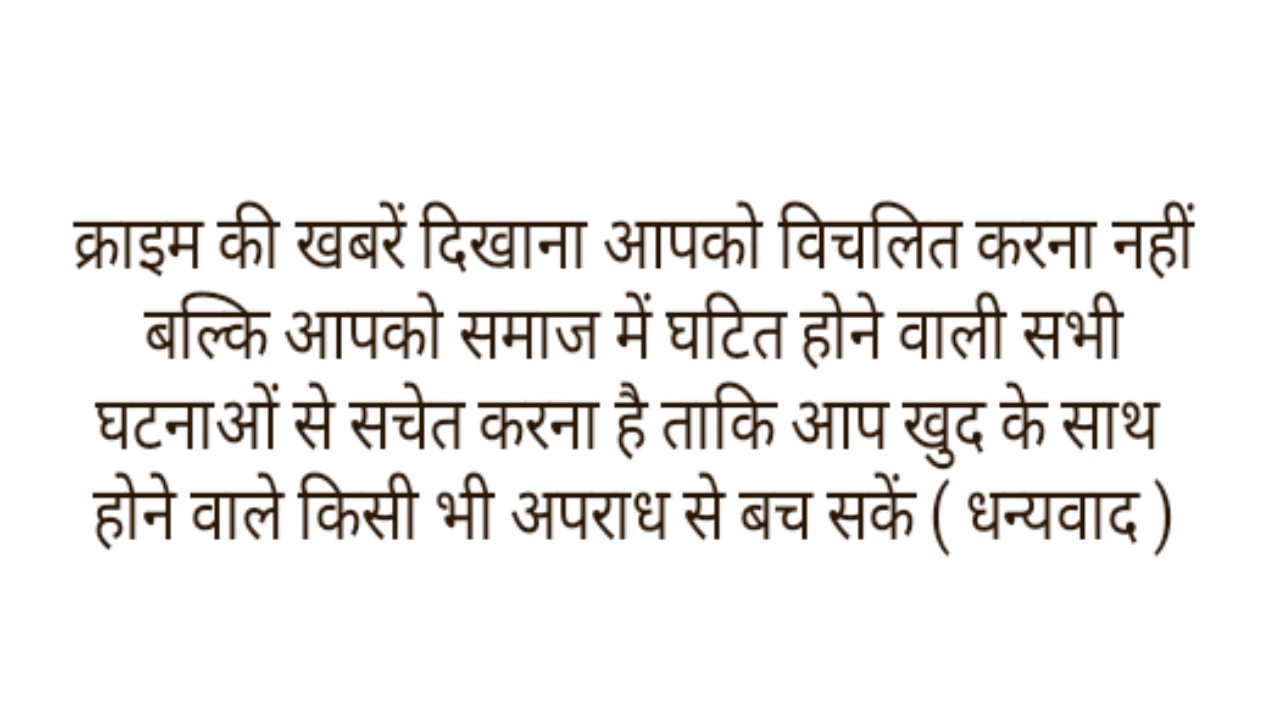 क्राइम की खबरें दिखाना आपको विचलित करना नहीं
बल्कि आपको समाज में घटित होने वाली सभी
घटनाओं से सचेत करना है ताकि आप खुद के साथ
होने वाले किसी भी अपराध से बच सकें ( धन्यवाद )